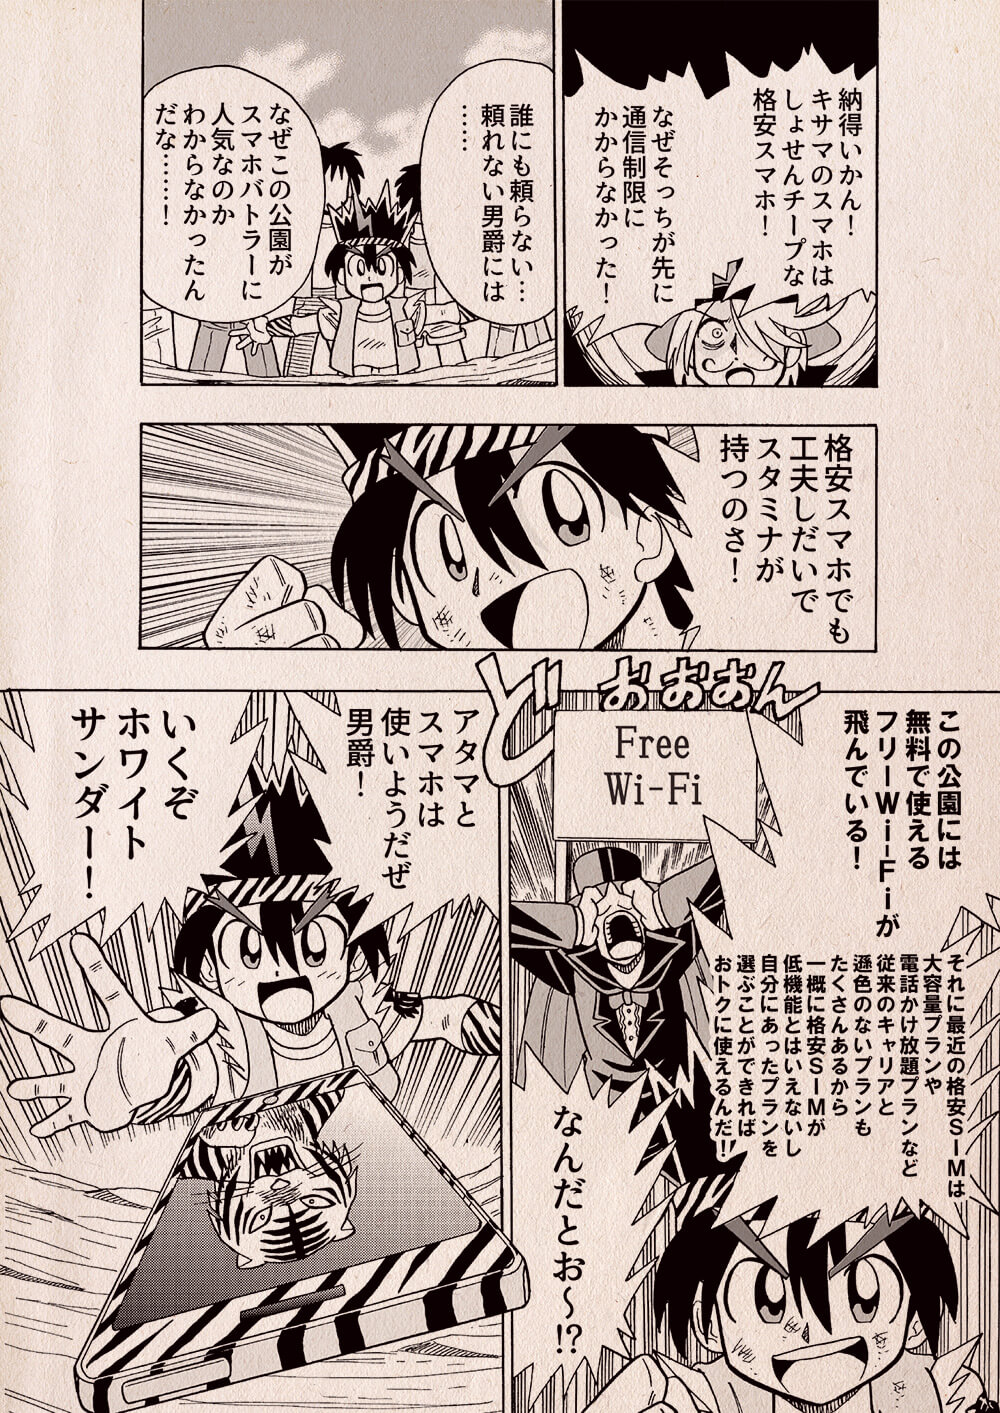 納得いかん！
キサマのスマホは
しょせんチープな
格安スマホ！
なぜそっちが先に
通信制限に
かからなかった！
誰にも頼らない…
頼れない男爵には
……
なぜこの公園が
スマホバトラーに
人気なのか
わからなかったん
だな……！
格安スマホでも
工夫しだいで
スタミナが
持つのさ！
どおおおん
Free
Wi-Fi
この公園には
無料で使える
フリーWi-Fiが
飛んでいる！
それに最近の格安SIMは
大容量プランや
電話かけ放題プランなど
従来のキャリアと
遜色のないプランも
たくさんあるから
一概に格安SIMが
低機能とはいえないし
自分にあったプランを
選ぶことができれば
おトクに使えるんだ！！
なんだとお～！？
アタマと
スマホは
使いようだぜ
男爵！
いくぞ
ホワイト
サンダー！